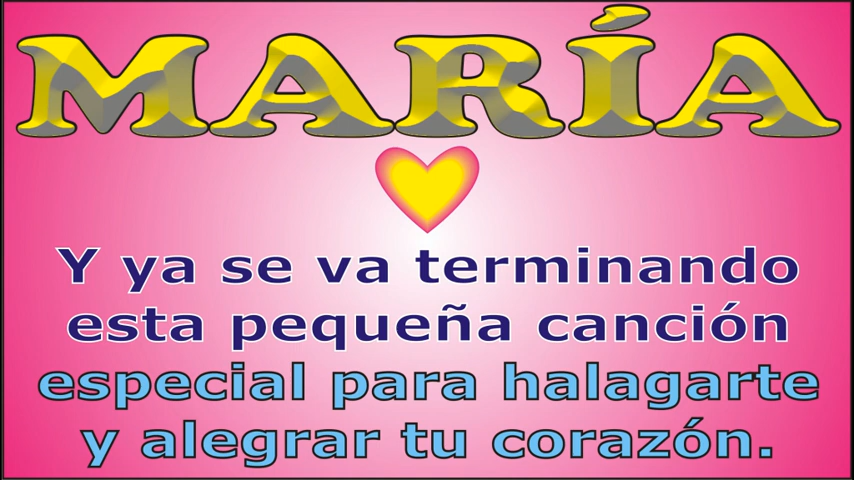 MARÍA
Y ya se va terminando
esta pequeña canción
especial para halagarte
y alegrar tu corazón.